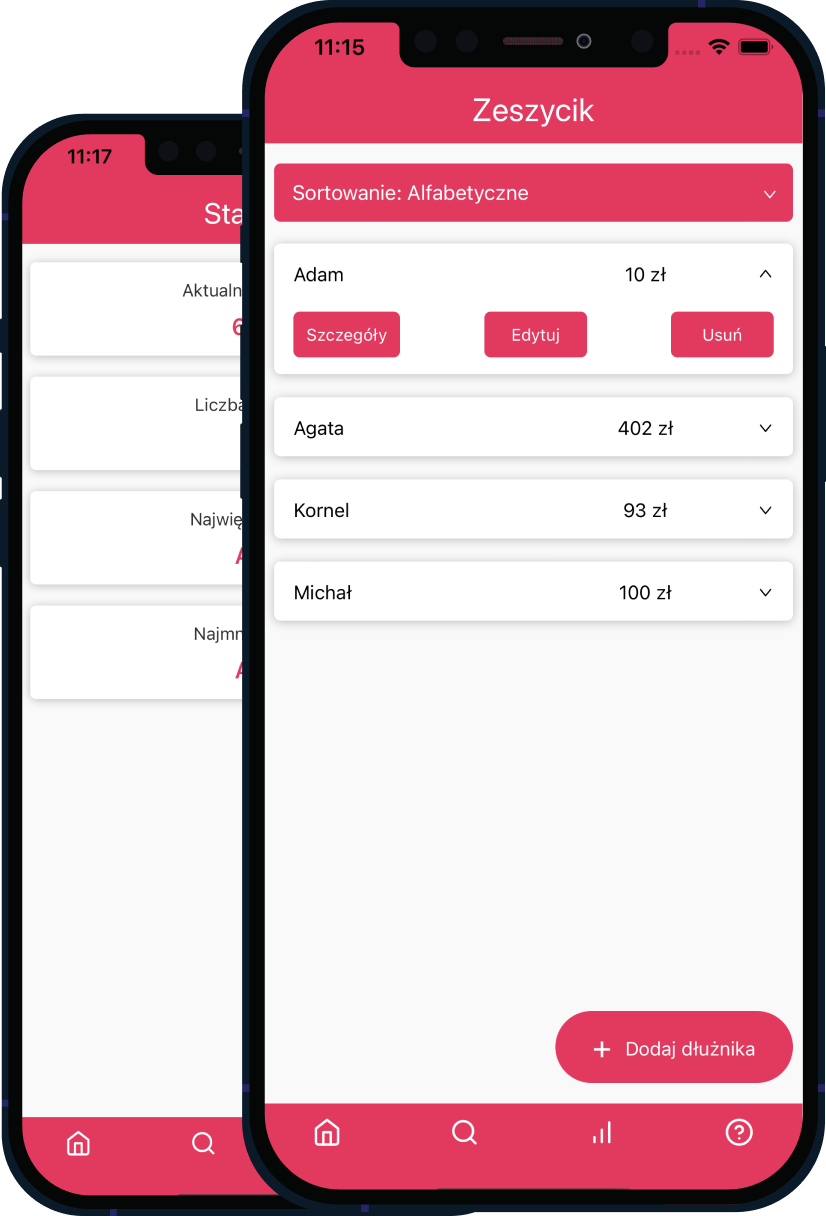 11:15
Zeszycik
Sortowanie: Alfabetyczne
Adam 10 zł
Szczegóły Edytuj Usuń
Agata 402 zł
Kornel 93 zł
Michał 100 zł
+ Dodaj dłużnika
11:17
Sta
Aktualn
6
Liczba
Najwię
A
Najmn
A